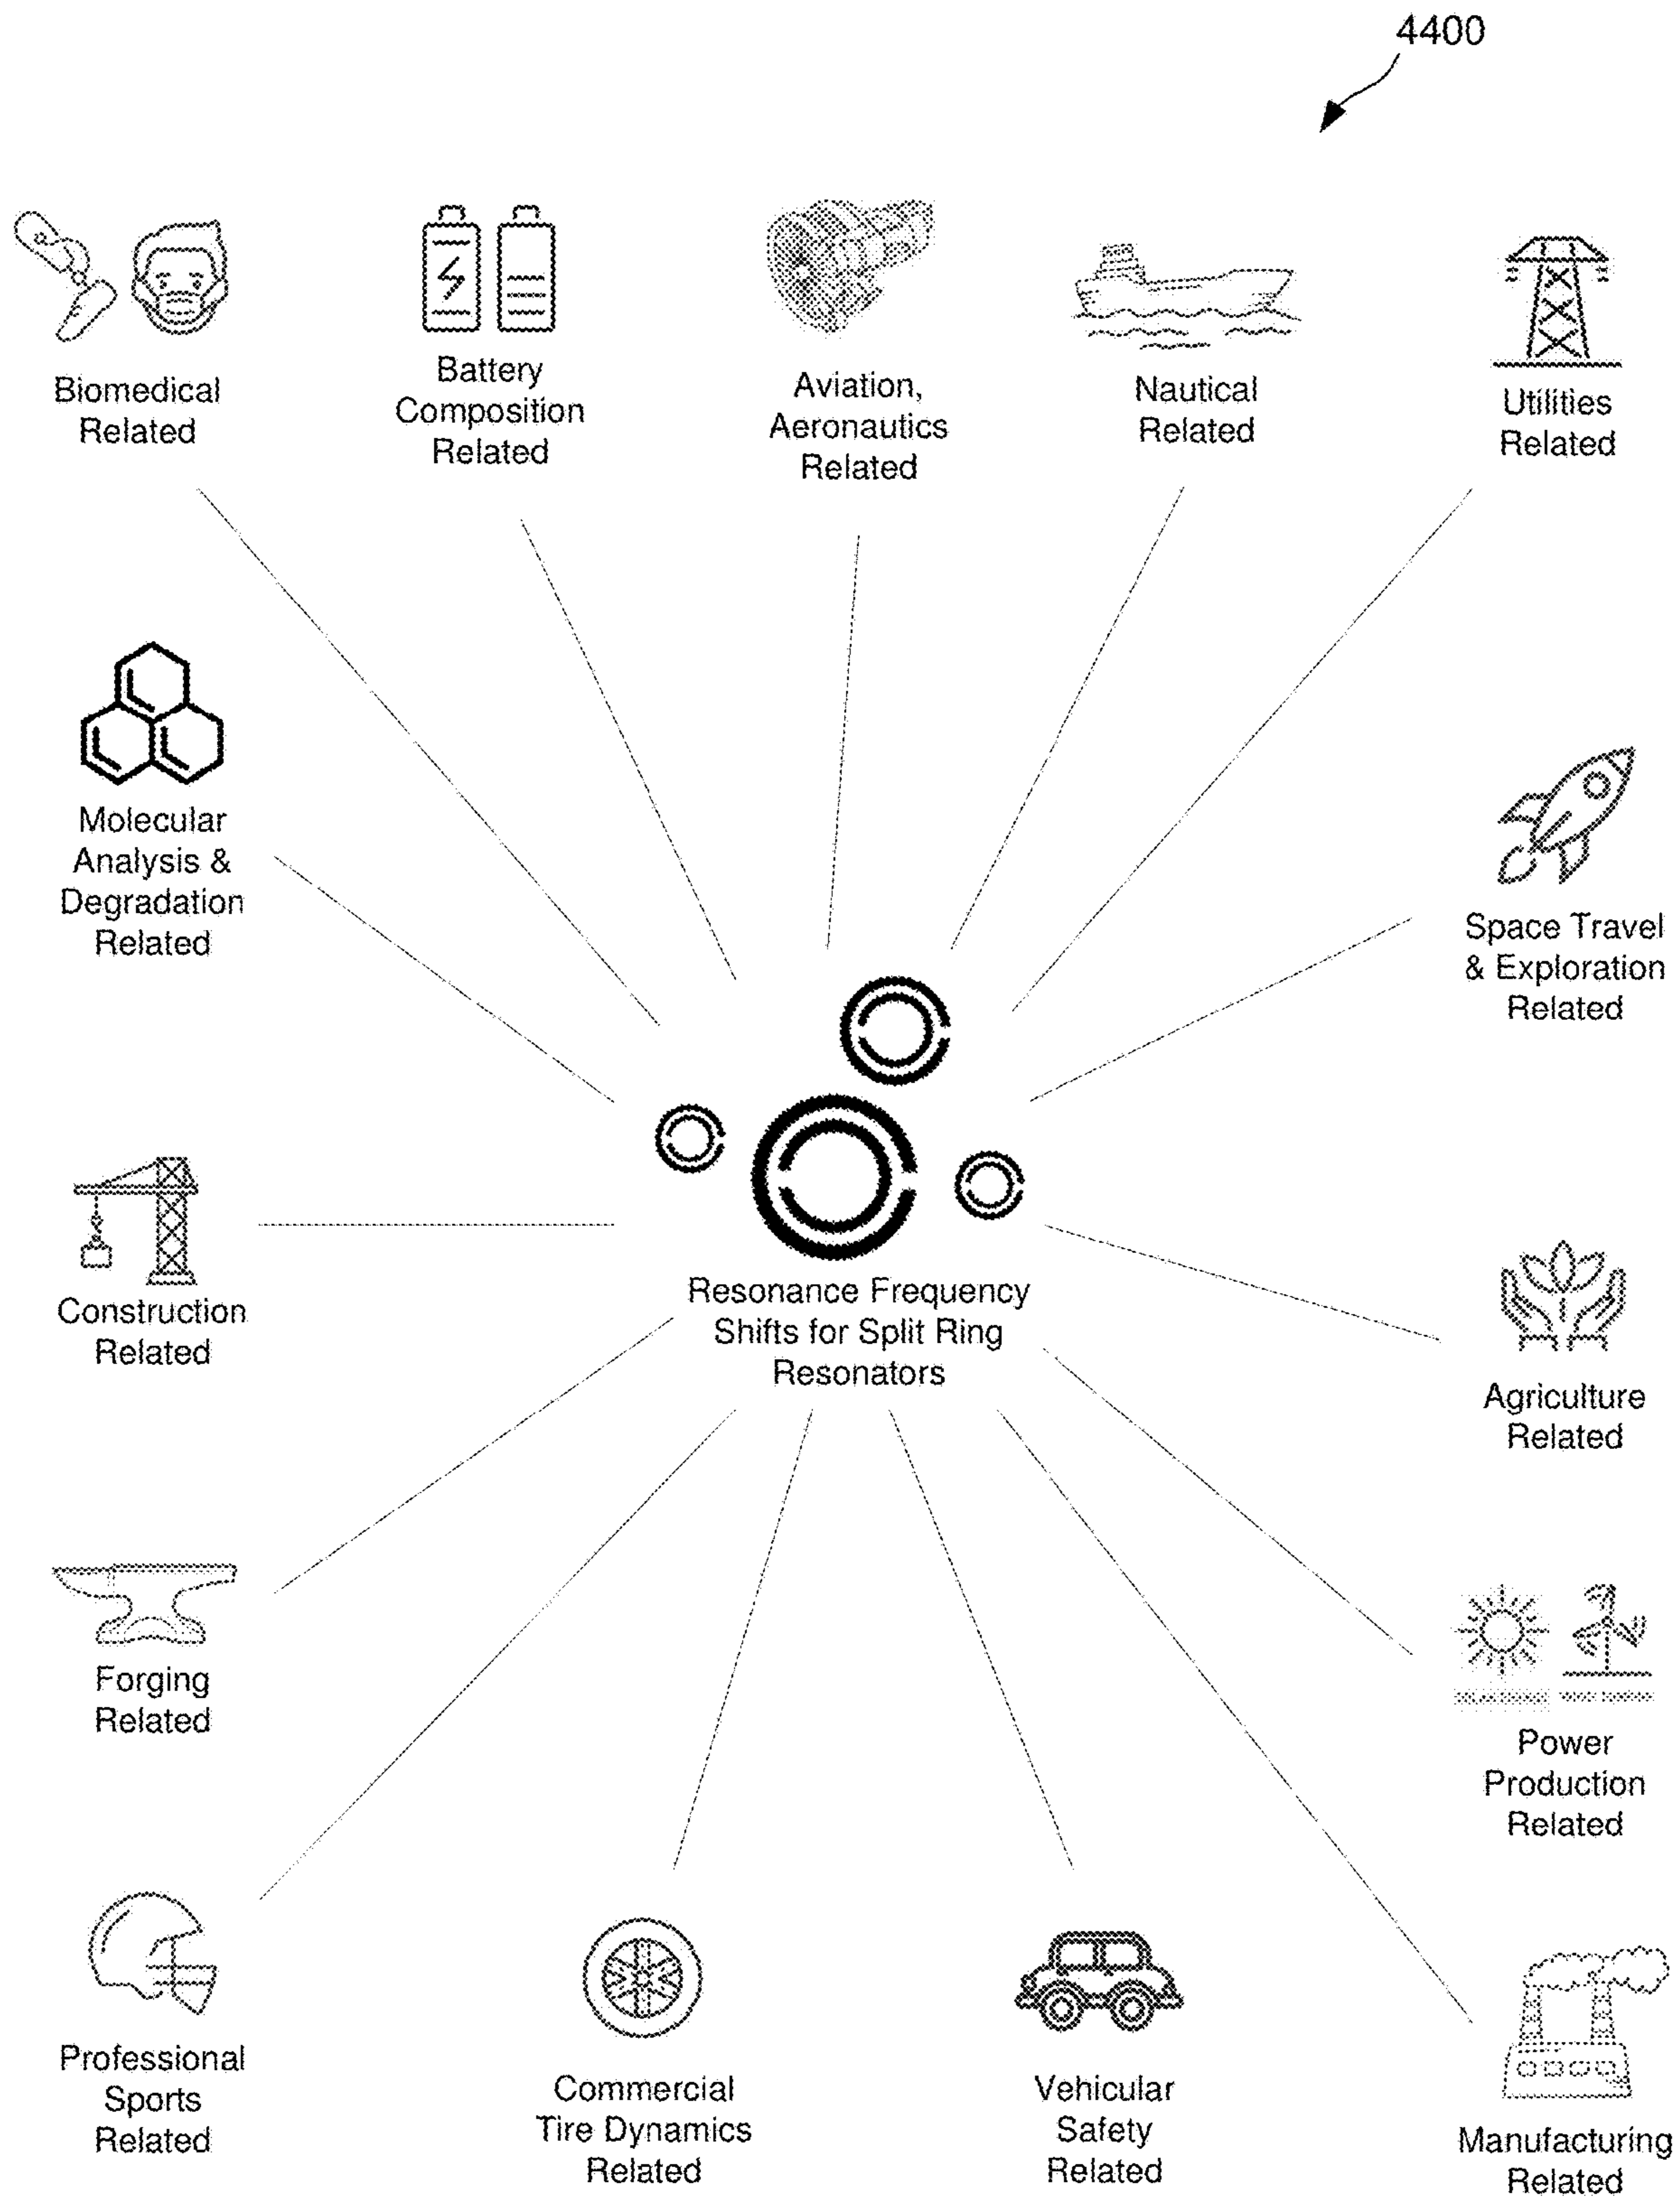 4400
Biomedical
Related
Battery
Composition
Related
Aviation,
Aeronautics
Related
Nautical
Related
Utilities
Related
Molecular
Analysis &
Degradation
Related
Space Travel
& Exploration
Related
Construction
Related
Resonance Frequency
Shifts for Split Ring
Resonators
Agriculture
Related
Forging
Related
Power
Production
Related
Professional
Sports
Related
Commercial
Tire Dynamics
Related
Vehicular
Safety
Related
Manufacturing
Related